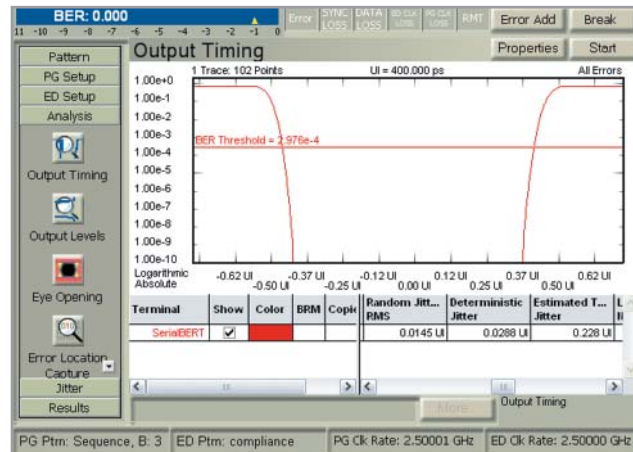 BER: 0.000
11 -10 -9 -8 -7 -6 -5 -4 -3 -2 -1 0
Error
SYNC LOSS
DATA LOSS
ED CLK LOSS
PG CLK LOSS
RMT
Error Add
Break
Output Timing
Properties
Start
Pattern
PG Setup
ED Setup
Analysis
Output Timing
Output Levels
Eye Opening
Error Location
Capture
Jitter
Results
1 Trace: 102 Points
UI = 400.000 ps
All Errors
1.00e+0
1.00e-1
1.00e-2
1.00e-3
1.00e-4
1.00e-5
1.00e-6
1.00e-7
1.00e-8
1.00e-9
1.00e-10
BER Threshold = 2.976e-4
Logarithmic
Absolute
-0.62 UI -0.37 UI -0.12 UI 0.12 UI 0.37 UI 0.62 UI
-0.50 UI -0.25 UI 0.00 UI 0.25 UI 0.50 UI
Terminal Show Color BRM Copie Random Jitt... RMS Deterministic Jitter Estimated T... Jitter
SerialBERT 0.0145 UI 0.0288 UI 0.228 UI
More...
Output Timing
PG Ptrn: Sequence, B: 3
ED Ptrn: compliance
PG Clk Rate: 2.50001 GHz
ED Clk Rate: 2.50000 GHz